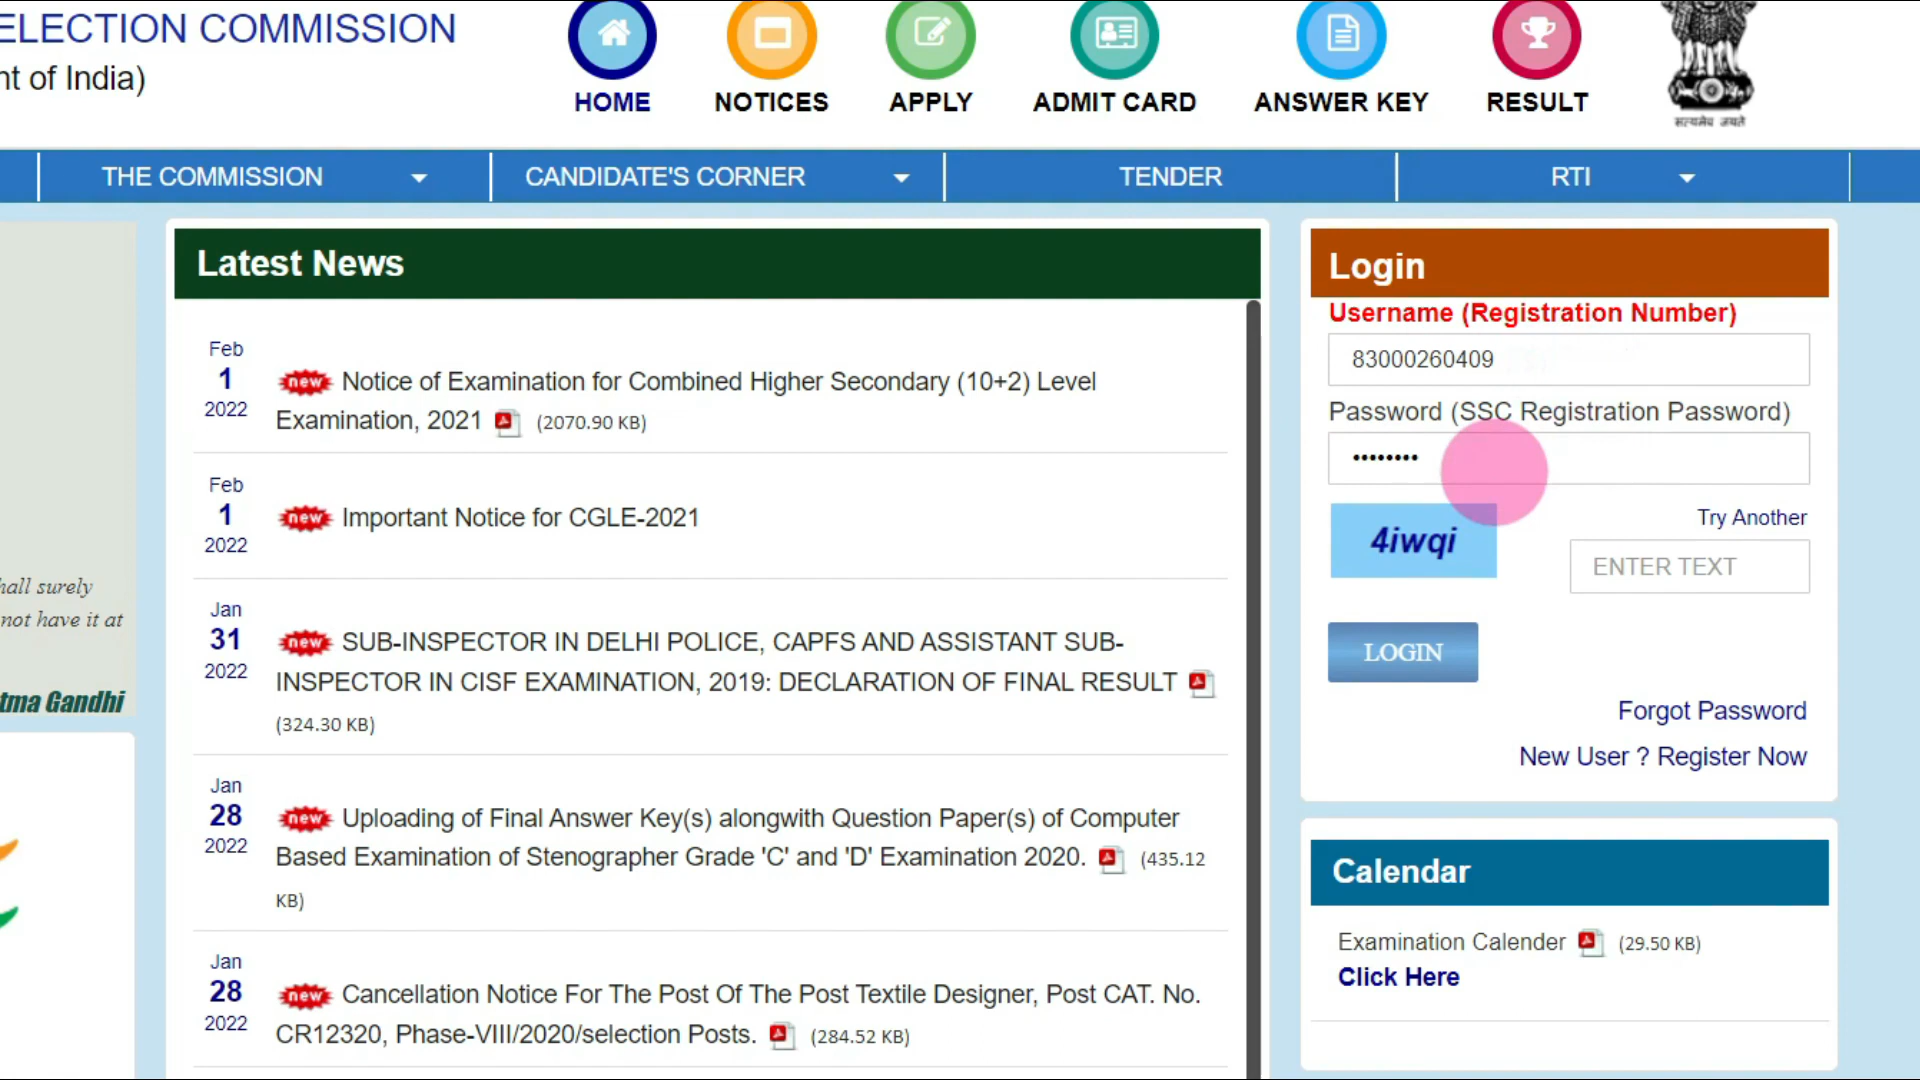 ELECTION COMMISSION
nt of India)
HOME
NOTICES
APPLY
ADMIT CARD
ANSWER KEY
RESULT
सत्यमेव जयते
THE COMMISSION
CANDIDATE'S CORNER
TENDER
RTI
hall surely
not have it at
tma Gandhi
Latest News
Feb
1
2022
new Notice of Examination for Combined Higher Secondary (10+2) Level
Examination, 2021 (2070.90 KB)
Feb
1
2022
new Important Notice for CGLE-2021
Jan
31
2022
new SUB-INSPECTOR IN DELHI POLICE, CAPFS AND ASSISTANT SUB-
INSPECTOR IN CISF EXAMINATION, 2019: DECLARATION OF FINAL RESULT
(324.30 KB)
Jan
28
2022
new Uploading of Final Answer Key(s) alongwith Question Paper(s) of Computer
Based Examination of Stenographer Grade 'C' and 'D' Examination 2020. (435.12
KB)
Jan
28
2022
new Cancellation Notice For The Post Of The Post Textile Designer, Post CAT. No.
CR12320, Phase-VIII/2020/selection Posts. (284.52 KB)
Login
Username (Registration Number)
83000260409
Password (SSC Registration Password)
••••••••
Try Another
4iwqi
ENTER TEXT
LOGIN
Forgot Password
New User ? Register Now
Calendar
Examination Calender (29.50 KB)
Click Here